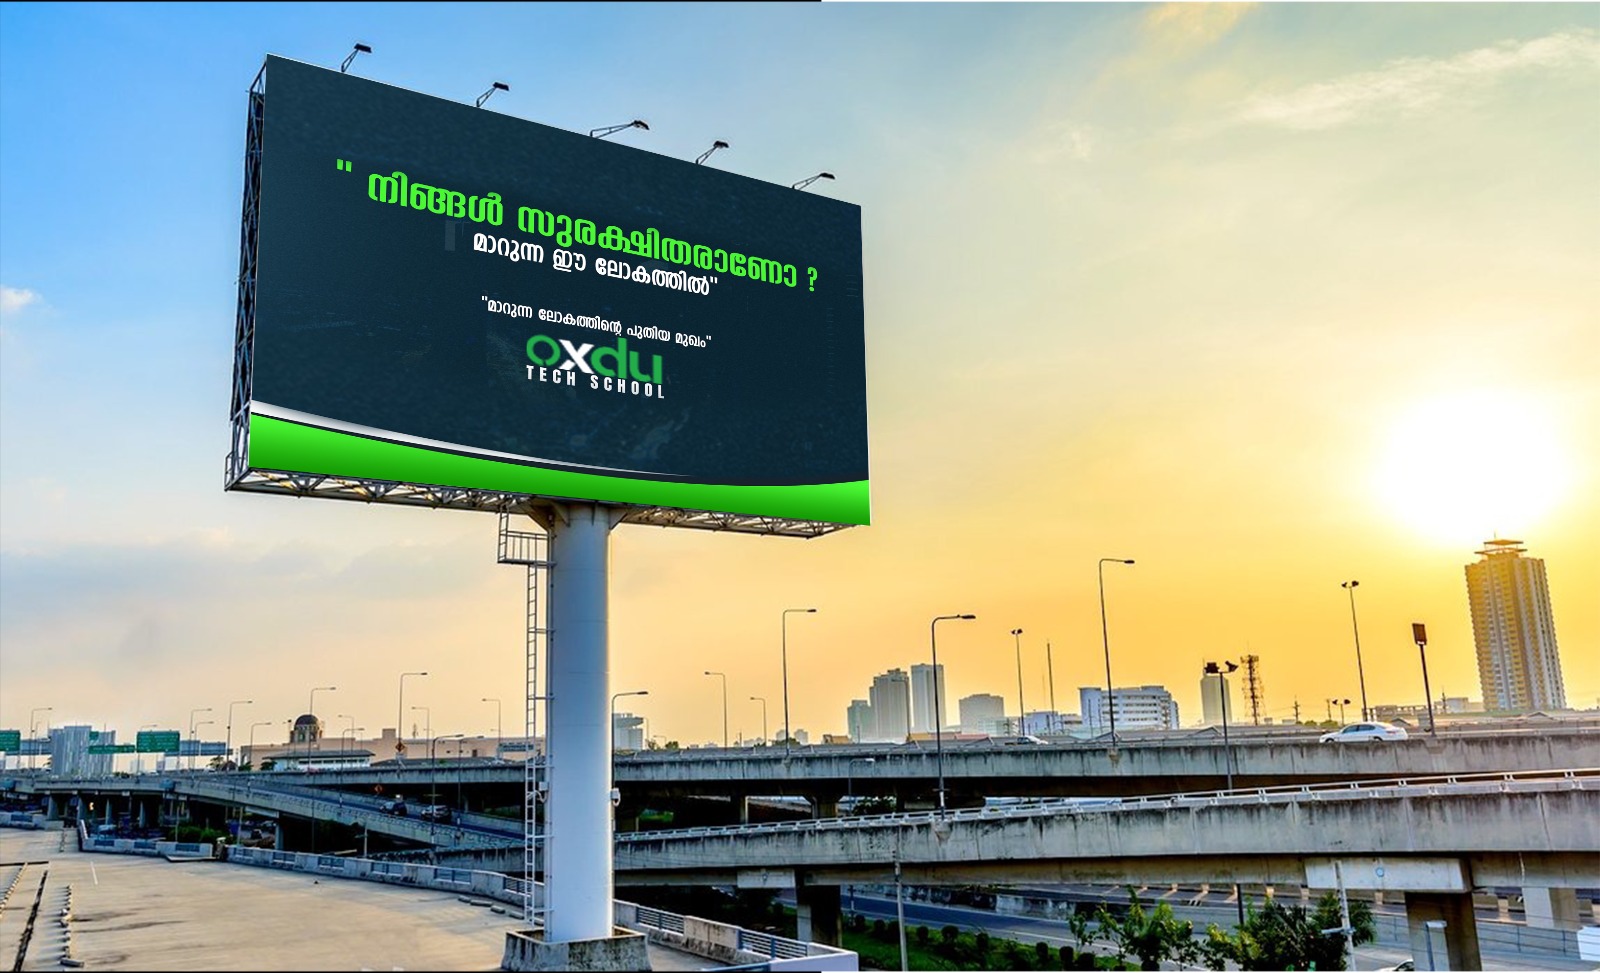 " നിങ്ങൾ സുരക്ഷിതരാണോ ?
മാറുന്ന ഈ ലോകത്തിൽ"
"മാറുന്ന ലോകത്തിന്റെ പുതിയ മുഖം"
oxdu
TECH SCHOOL